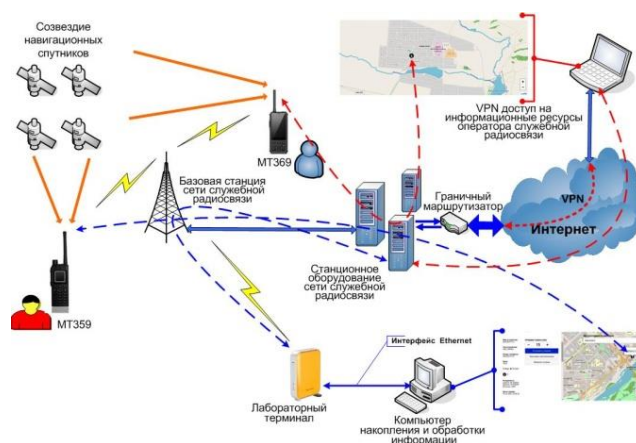 Созвездие
навигационных
спутников
МТ369
VPN доступ на
информационные ресурсы
оператора служебной
радиосвязи
Базовая станция
сети служебной
радиосвязи
Граничный
маршрутизатор
VPN
Интернет
Станционное
оборудование
сети служебной
радиосвязи
МТ359
Интерфейс Ethernet
Лабораторный
терминал
Компьютер
накопления и обработки
информации